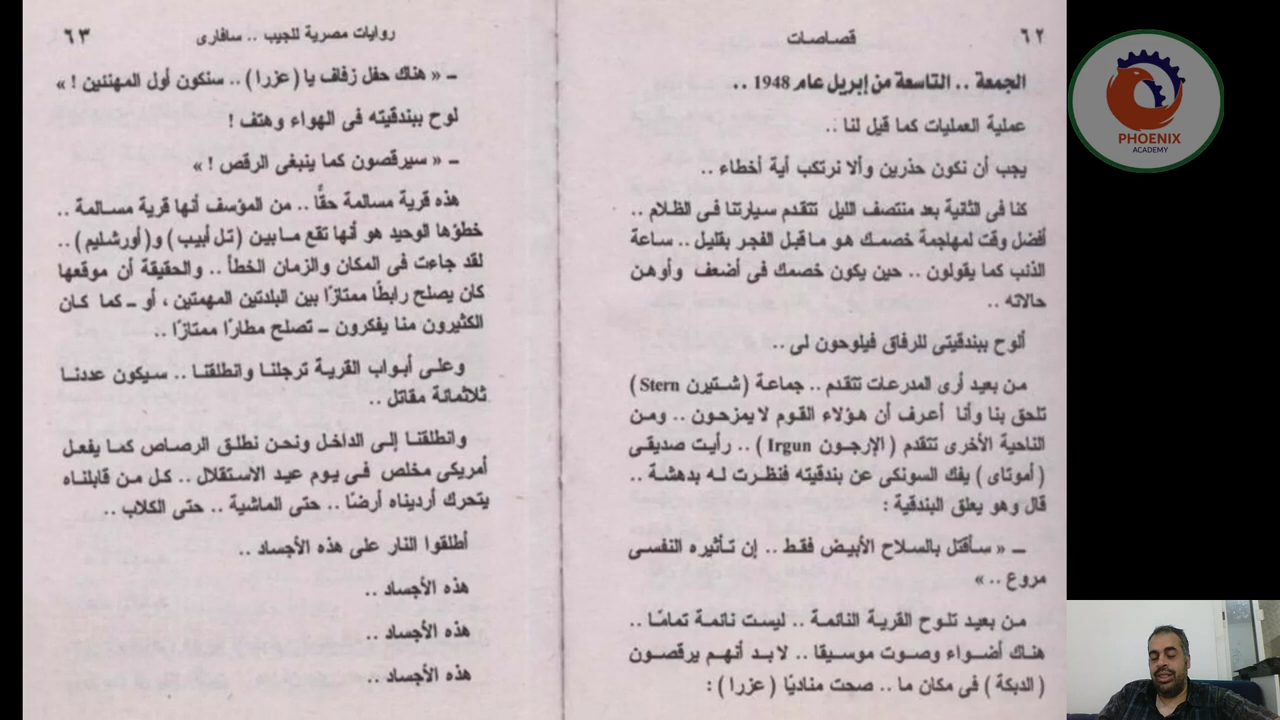 ٦٢
قصاصات
الجمعة .. التاسعة من إبريل عام 1948 ..
عملية العمليات كما قيل لنا ..
يجب أن نكون حذرين وألا نرتكب أية أخطاء ..
كنا فى الثانية بعد منتصف الليل تتقدم سيارتنا فى الظلام ..
أفضل وقت لمهاجمة خصمك هو ما قبل الفجر بقليل .. ساعة
الذئب كما يقولون .. حين يكون خصمك فى أضعف وأوهن
حالاته ..
ألوح ببندقيتى للرفاق فيلوحون لى ..
من بعيد أرى المدرعات تتقدم .. جماعة (شتيرن Stern)
تلحق بنا وأنا أعرف أن هؤلاء القوم لا يمزحون .. ومن
الناحية الأخرى تتقدم (الإرجون Irgun) .. رأيت صديقى
(أموتاى) يفك السونكى عن بندقيته فنظرت له بدهشة ..
قال وهو يعلق البندقية :
ــ « سأقتل بالسلاح الأبيض فقط .. إن تأثيره النفسى
مروع .. »
من بعيد تلوح القرية النائمة .. ليست نائمة تمامًا ..
هناك أضواء وصوت موسيقا .. لابد أنهم يرقصون
(الدبكة) فى مكان ما .. صحت مناديًا (عزرا) :
روايات مصرية للجيب .. سافارى
٦٣
ــ « هناك حفل زفاف يا (عزرا) .. سنكون أول المهنئين ! »
لوح ببندقيته فى الهواء وهتف !
ــ « سيرقصون كما ينبغى الرقص ! »
هذه قرية مسالمة حقًّا .. من المؤسف أنها قرية مسالمة ..
خطؤها الوحيد هو أنها تقع ما بين (تل أبيب) و(أورشليم) ..
لقد جاءت فى المكان والزمان الخطأ .. والحقيقة أن موقعها
كان يصلح رابطًا ممتازًا بين البلدتين المهمتين ، أو ــ كما كان
الكثيرون منا يفكرون ــ تصلح مطارًا ممتازًا ..
وعلى أبواب القرية ترجلنا وانطلقنا .. سيكون عددنا
ثلاثمائة مقاتل ..
وانطلقنا إلى الداخل ونحن نطلق الرصاص كما يفعل
أمريكى مخلص فى يوم عيد الاستقلال .. كل من قابلناه
يتحرك أرديناه أرضًا .. حتى الماشية .. حتى الكلاب ..
أطلقوا النار على هذه الأجساد ..
هذه الأجساد ..
هذه الأجساد ..
هذه الأجساد ..
PHOENIX
ACADEMY